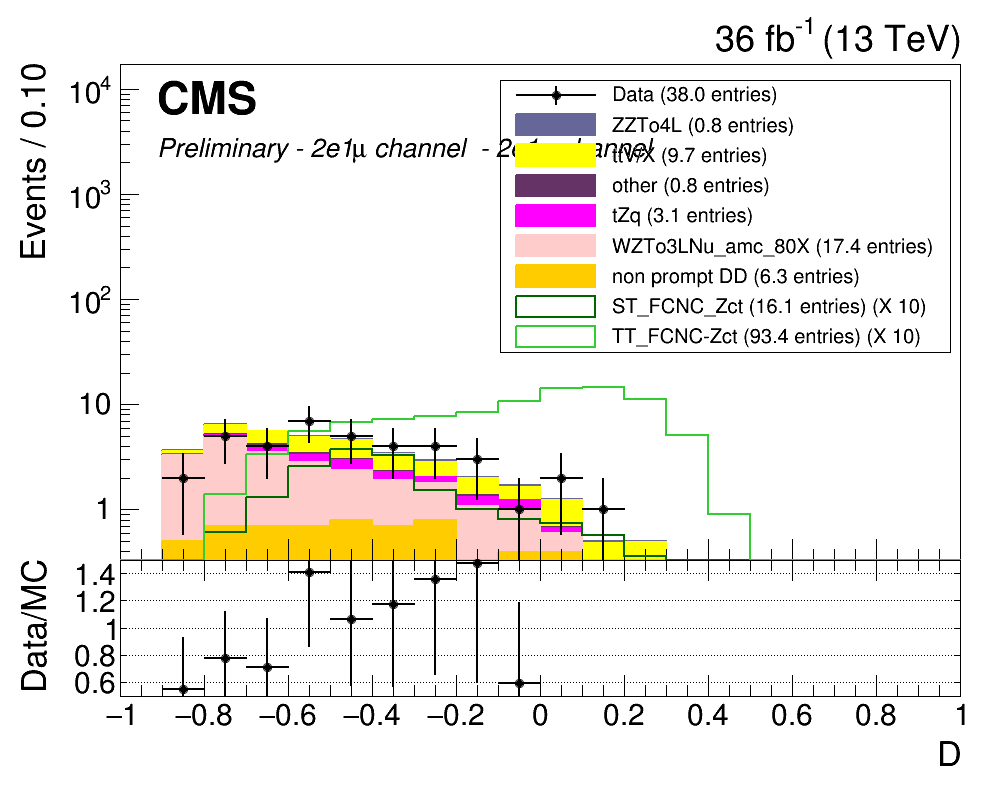 36 fb-1 (13 TeV)
Events / 0.10
104
103
102
10
1
CMS
Preliminary - 2e1μ channel - 2e1 channel
Data (38.0 entries)
ZZTo4L (0.8 entries)
ttV/X (9.7 entries)
other (0.8 entries)
tZq (3.1 entries)
WZTo3LNu_amc_80X (17.4 entries)
non prompt DD (6.3 entries)
ST_FCNC_Zct (16.1 entries) (X 10)
TT_FCNC-Zct (93.4 entries) (X 10)
Data/MC
1.4
1.2
1
0.8
0.6
−1 −0.8 −0.6 −0.4 −0.2 0 0.2 0.4 0.6 0.8 1
D